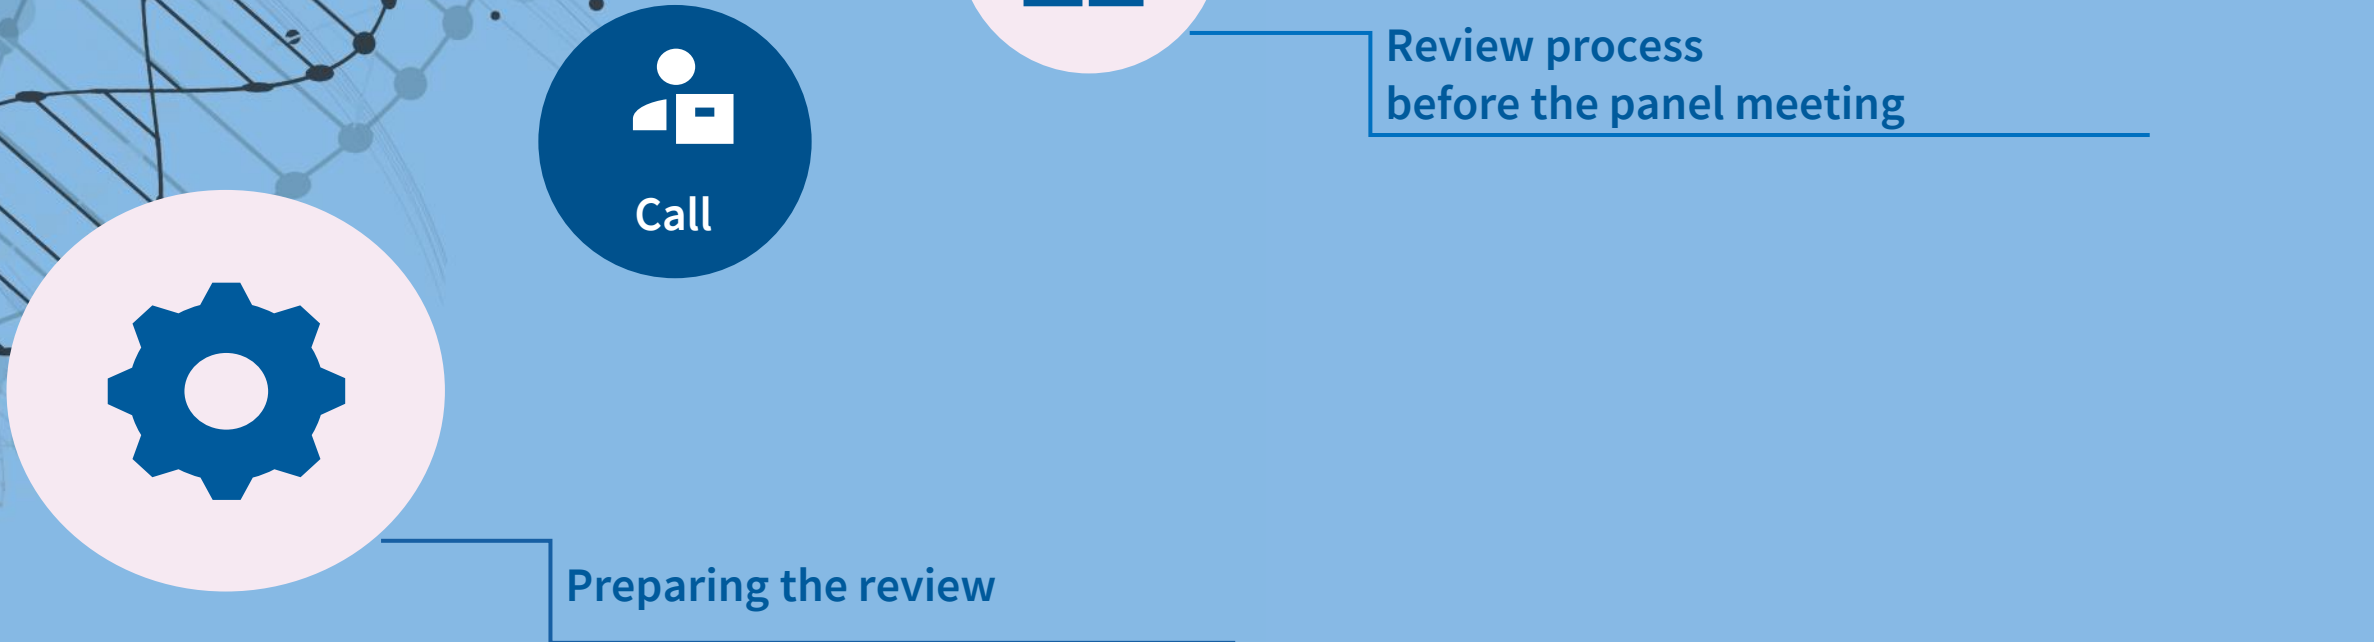 Review process
before the panel meeting
Call
Preparing the review